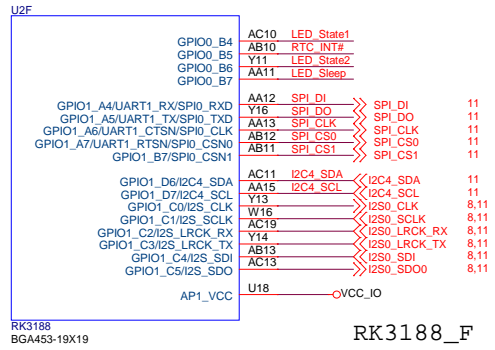 U2F
GPIO0_B4 AC10 LED_State1
GPIO0_B5 AB10 RTC_INT#
GPIO0_B6 Y11 LED_State2
GPIO0_B7 AA11 LED_Sleep
GPIO1_A4/UART1_RX/SPI0_RXD AA12 SPI_DI SPI_DI 11
GPIO1_A5/UART1_TX/SPI0_TXD Y16 SPI_DO SPI_DO 11
GPIO1_A6/UART1_CTSN/SPI0_CLK AA13 SPI_CLK SPI_CLK 11
GPIO1_A7/UART1_RTSN/SPI0_CSN0 AB12 SPI_CS0 SPI_CS0 11
GPIO1_B7/SPI0_CSN1 AB11 SPI_CS1 SPI_CS1 11
GPIO1_D6/I2C4_SDA AC11 I2C4_SDA I2C4_SDA 11
GPIO1_D7/I2C4_SCL AA15 I2C4_SCL I2C4_SCL 11
GPIO1_C0/I2S_CLK Y13 I2S0_CLK 8,11
GPIO1_C1/I2S_SCLK W16 I2S0_SCLK 8,11
GPIO1_C2/I2S_LRCK_RX AC19 I2S0_LRCK_RX 8,11
GPIO1_C3/I2S_LRCK_TX Y14 I2S0_LRCK_TX 8,11
GPIO1_C4/I2S_SDI AB13 I2S0_SDI 8,11
GPIO1_C5/I2S_SDO AC13 I2S0_SDO0 8,11
AP1_VCC U18 VCC_IO
RK3188
BGA453-19X19
RK3188_F